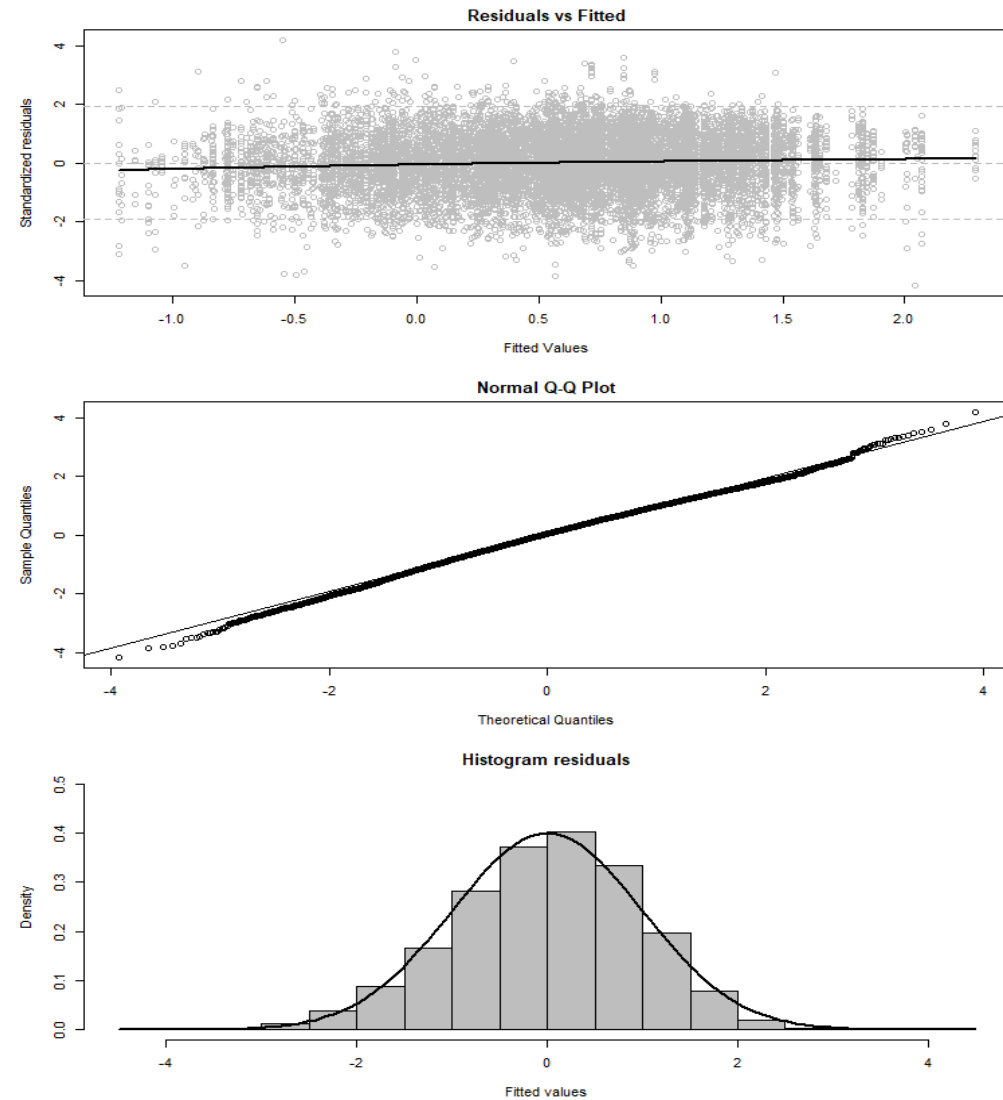 Residuals vs Fitted
Standardized residuals
4
2
0
-2
-4
-1.0 -0.5 0.0 0.5 1.0 1.5 2.0
Fitted Values
Normal Q-Q Plot
Sample Quantiles
4
2
0
-2
-4
-4 -2 0 2 4
Theoretical Quantiles
Histogram residuals
Density
0.5
0.4
0.3
0.2
0.1
0.0
-4 -2 0 2 4
Fitted values